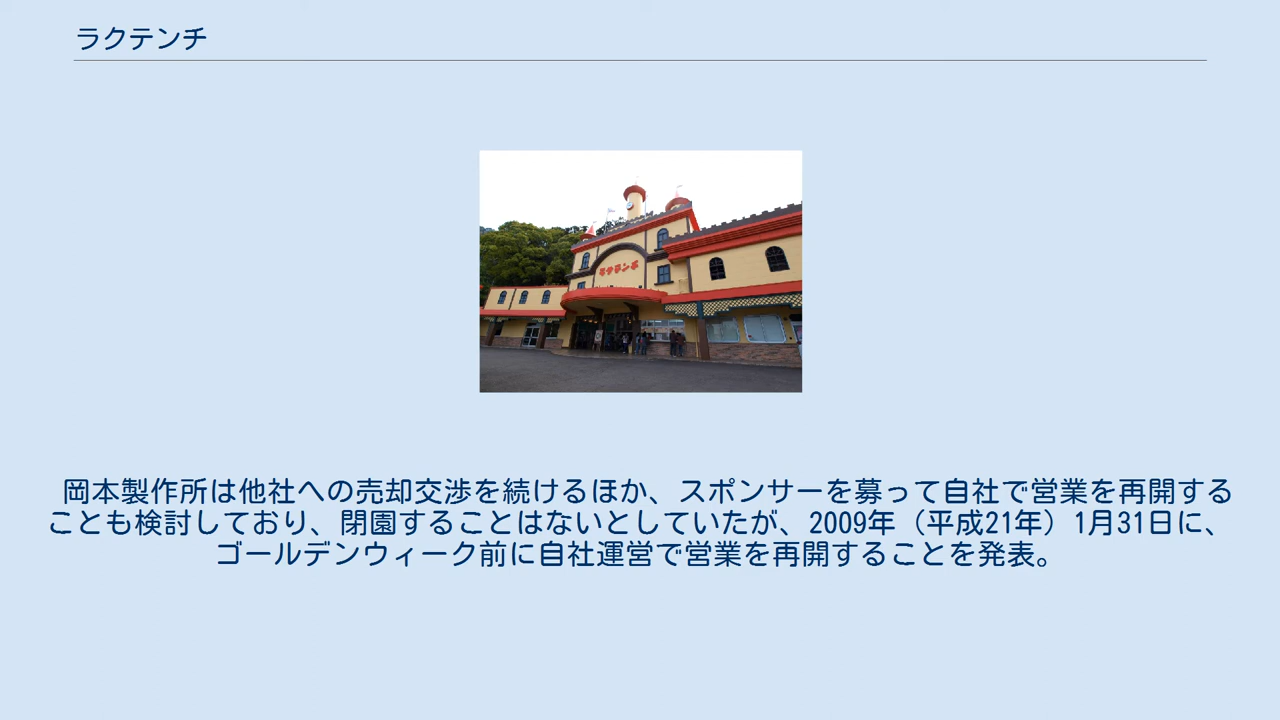 ラクテンチ
ラクテンチ
岡本製作所は他社への売却交渉を続けるほか、スポンサーを募って自社で営業を再開する
ことも検討しており、閉園することはないとしていたが、2009年（平成21年）1月31日に、
ゴールデンウィーク前に自社運営で営業を再開することを発表。